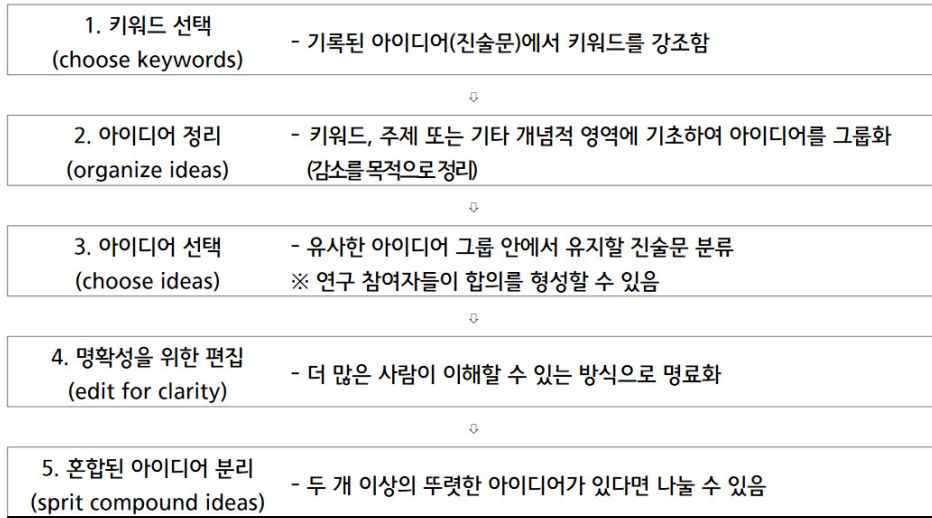 1. 키워드 선택
(choose keywords)
- 기록된 아이디어(진술문)에서 키워드를 강조함
⇩
2. 아이디어 정리
(organize ideas)
- 키워드, 주제 또는 기타 개념적 영역에 기초하여 아이디어를 그룹화
(감소를 목적으로 정리)
⇩
3. 아이디어 선택
(choose ideas)
- 유사한 아이디어 그룹 안에서 유지할 진술문 분류
※ 연구 참여자들이 합의를 형성할 수 있음
⇩
4. 명확성을 위한 편집
(edit for clarity)
- 더 많은 사람이 이해할 수 있는 방식으로 명료화
⇩
5. 혼합된 아이디어 분리
(sprit compound ideas)
- 두 개 이상의 뚜렷한 아이디어가 있다면 나눌 수 있음